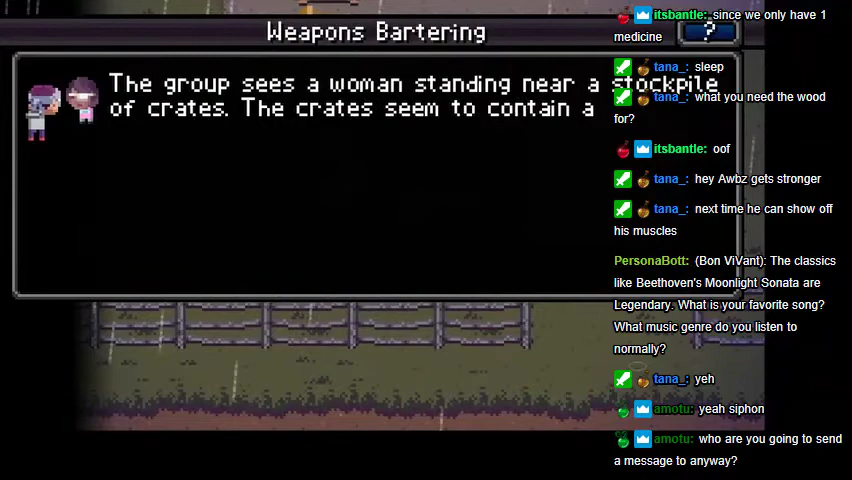 Weapons Bartering
?
The group sees a woman standing near a stockpile
of crates. The crates seem to contain a
itsbantle: since we only have 1
medicine
tana_: sleep
tana_: what you need the wood
for?
itsbantle: oof
tana_: hey Awbz gets stronger
tana_: next time he can show off
his muscles
PersonaBott: (Bon ViVant): The classics
like Beethoven's Moonlight Sonata are
Legendary. What is your favorite song?
What music genre do you listen to
normally?
tana_: yeh
amotu: yeah siphon
amotu: who are you going to send
a message to anyway?